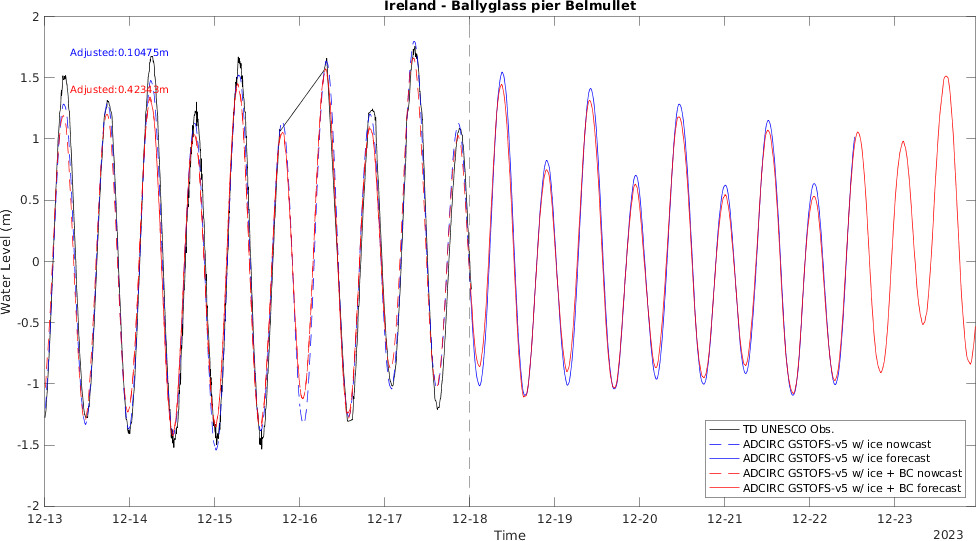 Ireland - Ballyglass pier Belmullet
2
Adjusted:0.10475m
1.5
Adjusted:0.42343m
1
0.5
0
-0.5
-1
-1.5
-2
Water Level (m)
TD UNESCO Obs.
ADCIRC GSTOFS-v5 w/ ice nowcast
ADCIRC GSTOFS-v5 w/ ice forecast
ADCIRC GSTOFS-v5 w/ ice + BC nowcast
ADCIRC GSTOFS-v5 w/ ice + BC forecast
12-13 12-14 12-15 12-16 12-17 12-18 12-19 12-20 12-21 12-22 12-23
Time
2023